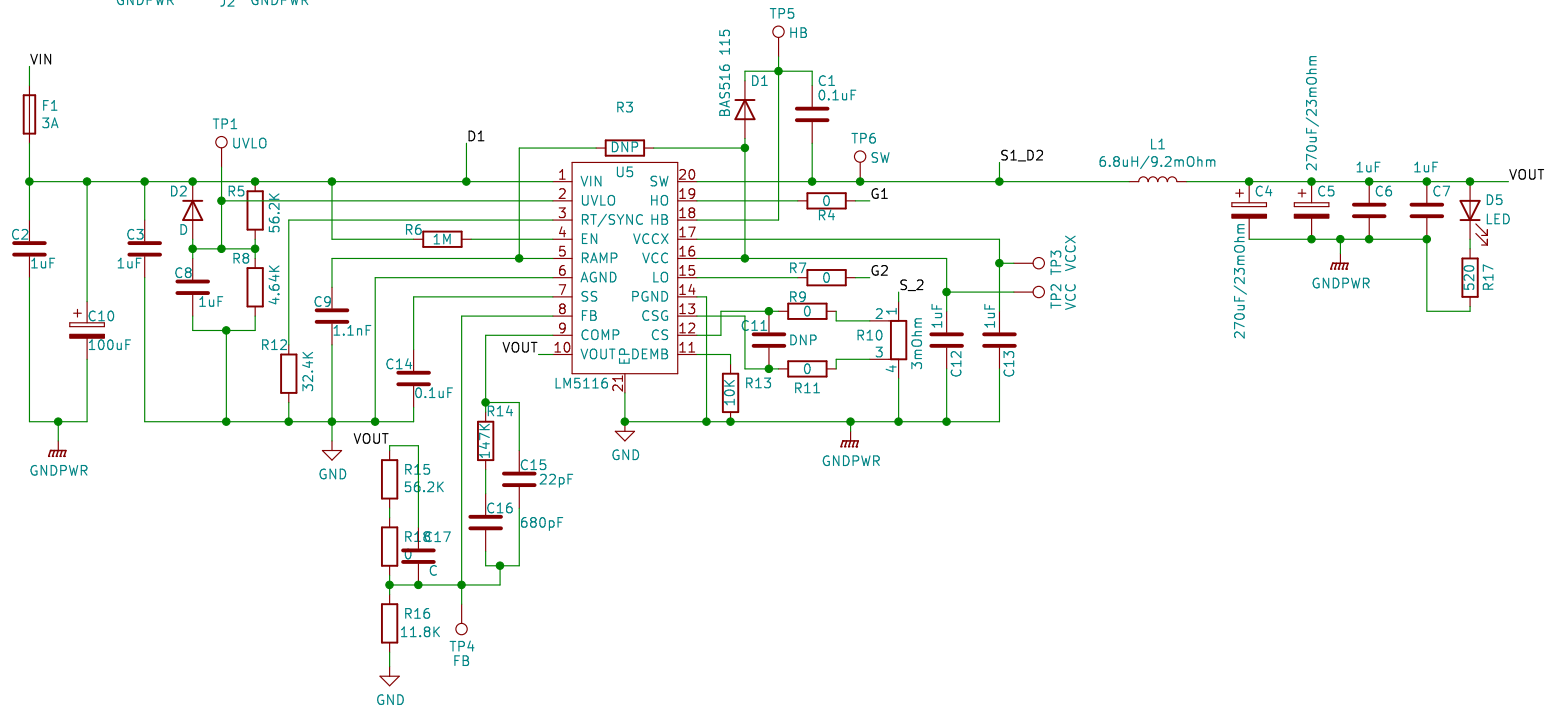 GNDPWR J2 GNDPWR
TP5
HB
VIN
F1
3A
BAS516 115
D1
C1
0.1uF
270uF/23mOhm
R3
DNP
TP1
UVLO
D1
TP6
SW
S1_D2
L1
6.8uH/9.2mOhm
1uF
1uF
VOUT
D2
D
R5
56.2K
U5
1 VIN
2 UVLO
3 RT/SYNC
4 EN
5 RAMP
6 AGND
7 SS
8 FB
9 COMP
10 VOUT
EP
21
SW 20
HO 19
HB 18
VCCX 17
VCC 16
LO 15
PGND 14
CSG 13
CS 12
DEMB 11
LM5116
0
R4
G1
+
C4
270uF/23mOhm
+
C5
C6
C7
D5
LED
520
R17
GNDPWR
C2
1uF
C3
1uF
R6
1M
R8
4.64K
C8
1uF
R7
0
G2
TP3
VCCX
TP2
VCC
S_2
+
C10
100uF
C9
1.1nF
R9
0
C11
DNP
R10
3mOhm
1
2
3
4
R11
0
R13
10K
1uF
C12
1uF
C13
R12
32.4K
VOUT
C14
0.1uF
GNDPWR
GND
VOUT
R14
147K
GND
GNDPWR
R15
56.2K
C15
22pF
C16
680pF
R18
0
C17
C
R16
11.8K
TP4
FB
GND